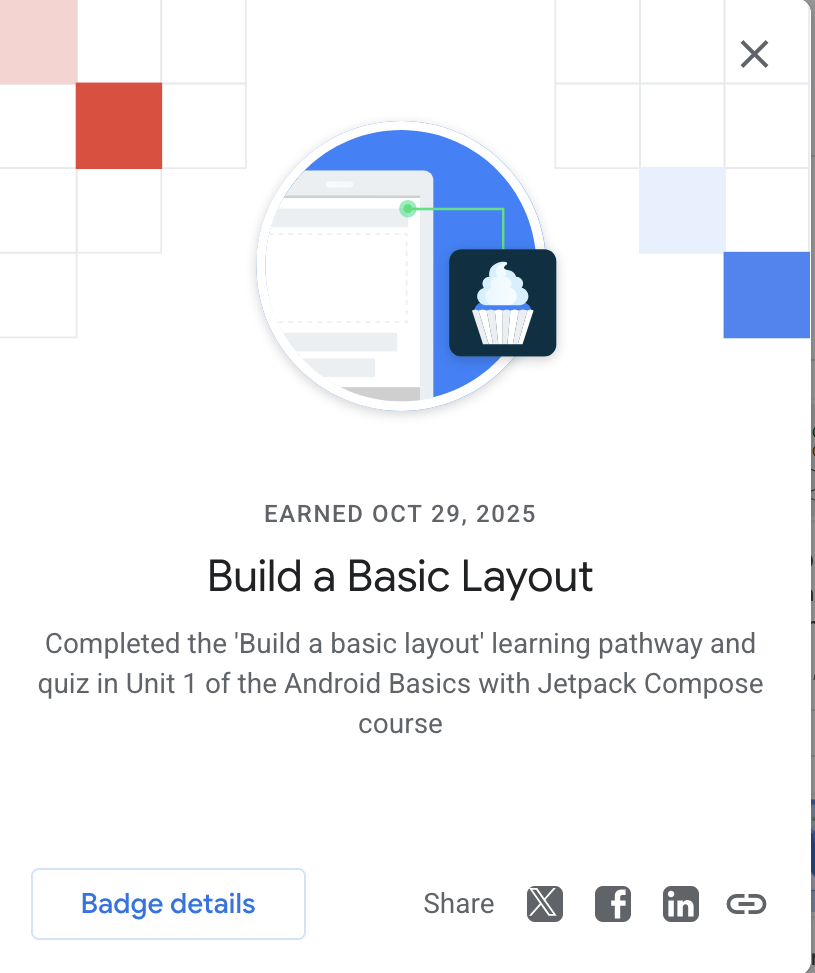 EARNED OCT 29, 2025
Build a Basic Layout
Completed the 'Build a basic layout' learning pathway and
quiz in Unit 1 of the Android Basics with Jetpack Compose
course
Badge details
Share